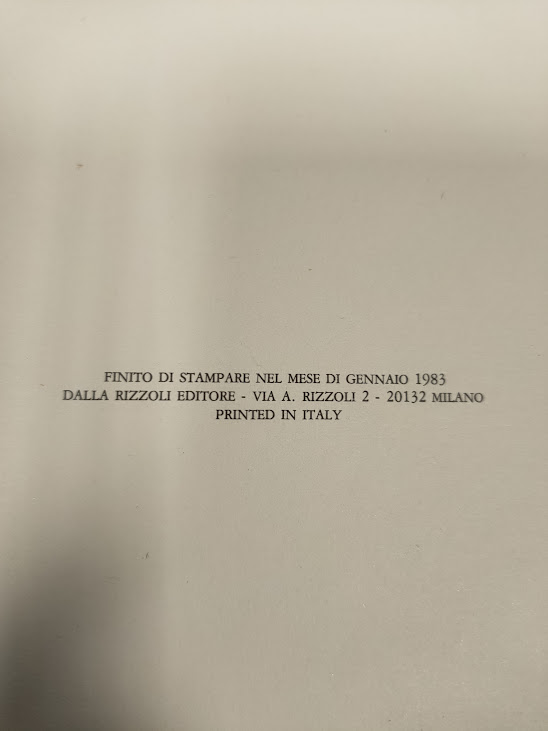 FINITO DI STAMPARE NEL MESE DI GENNAIO 1983
DALLA RIZZOLI EDITORE - VIA A. RIZZOLI 2 - 20132 MILANO
PRINTED IN ITALY